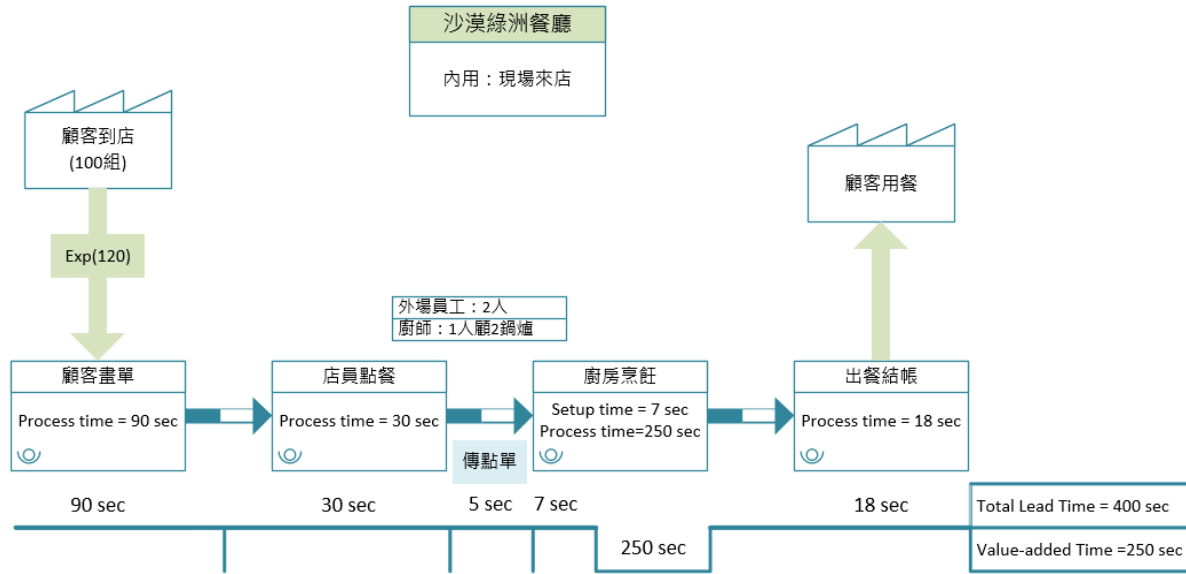 沙漠綠洲餐廳
內用：現場來店
顧客到店
(100組)
顧客用餐
Exp(120)
外場員工：2人
廚師：1人顧2鍋爐
顧客畫單
Process time = 90 sec
店員點餐
Process time = 30 sec
傳點單
廚房烹飪
Setup time = 7 sec
Process time=250 sec
出餐結帳
Process time = 18 sec
90 sec
30 sec
5 sec
7 sec
250 sec
18 sec
Total Lead Time = 400 sec
Value-added Time =250 sec